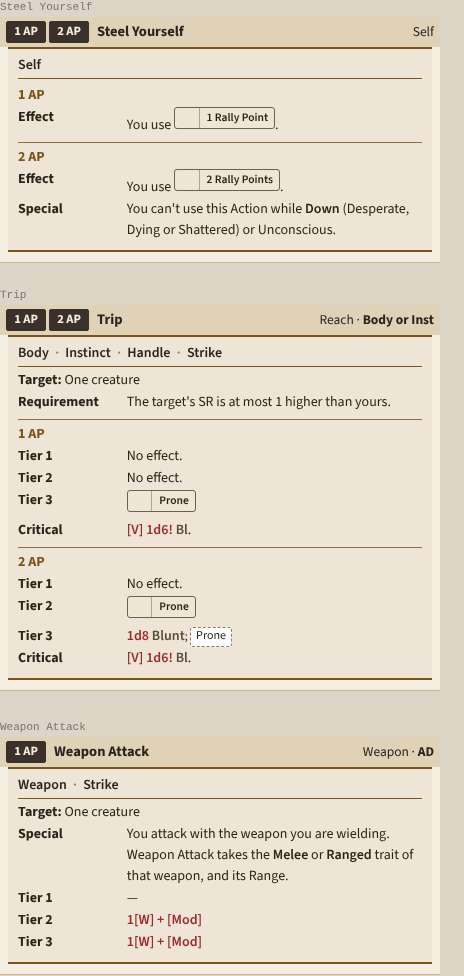 Steel Yourself
1 AP 2 AP Steel Yourself Self
Self
1 AP
Effect You use 1 Rally Point.
2 AP
Effect You use 2 Rally Points.
Special You can't use this Action while Down (Desperate,
Dying or Shattered) or Unconscious.
Trip
1 AP 2 AP Trip Reach · Body or Inst
Body · Instinct · Handle · Strike
Target: One creature
Requirement The target's SR is at most 1 higher than yours.
1 AP
Tier 1 No effect.
Tier 2 No effect.
Tier 3 Prone
Critical [V] 1d6! Bl.
2 AP
Tier 1 No effect.
Tier 2 Prone
Tier 3 1d8 Blunt; Prone
Critical [V] 1d6! Bl.
Weapon Attack
1 AP Weapon Attack Weapon · AD
Weapon · Strike
Target: One creature
Special You attack with the weapon you are wielding.
Weapon Attack takes the Melee or Ranged trait of
that weapon, and its Range.
Tier 1 —
Tier 2 1[W] + [Mod]
Tier 3 1[W] + [Mod]